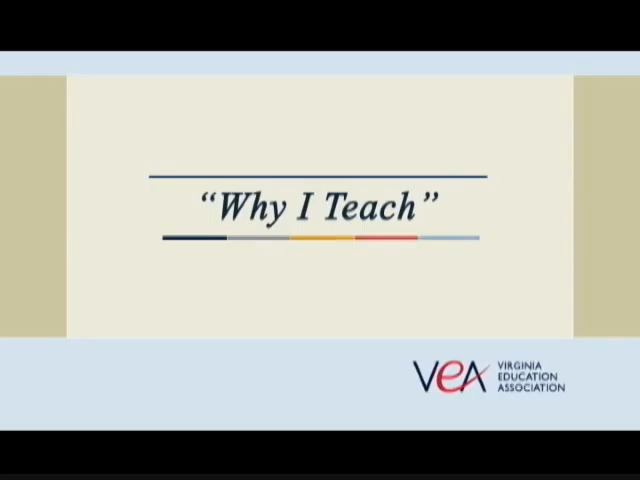 “Why I Teach”
VEA
VIRGINIA
EDUCATION
ASSOCIATION